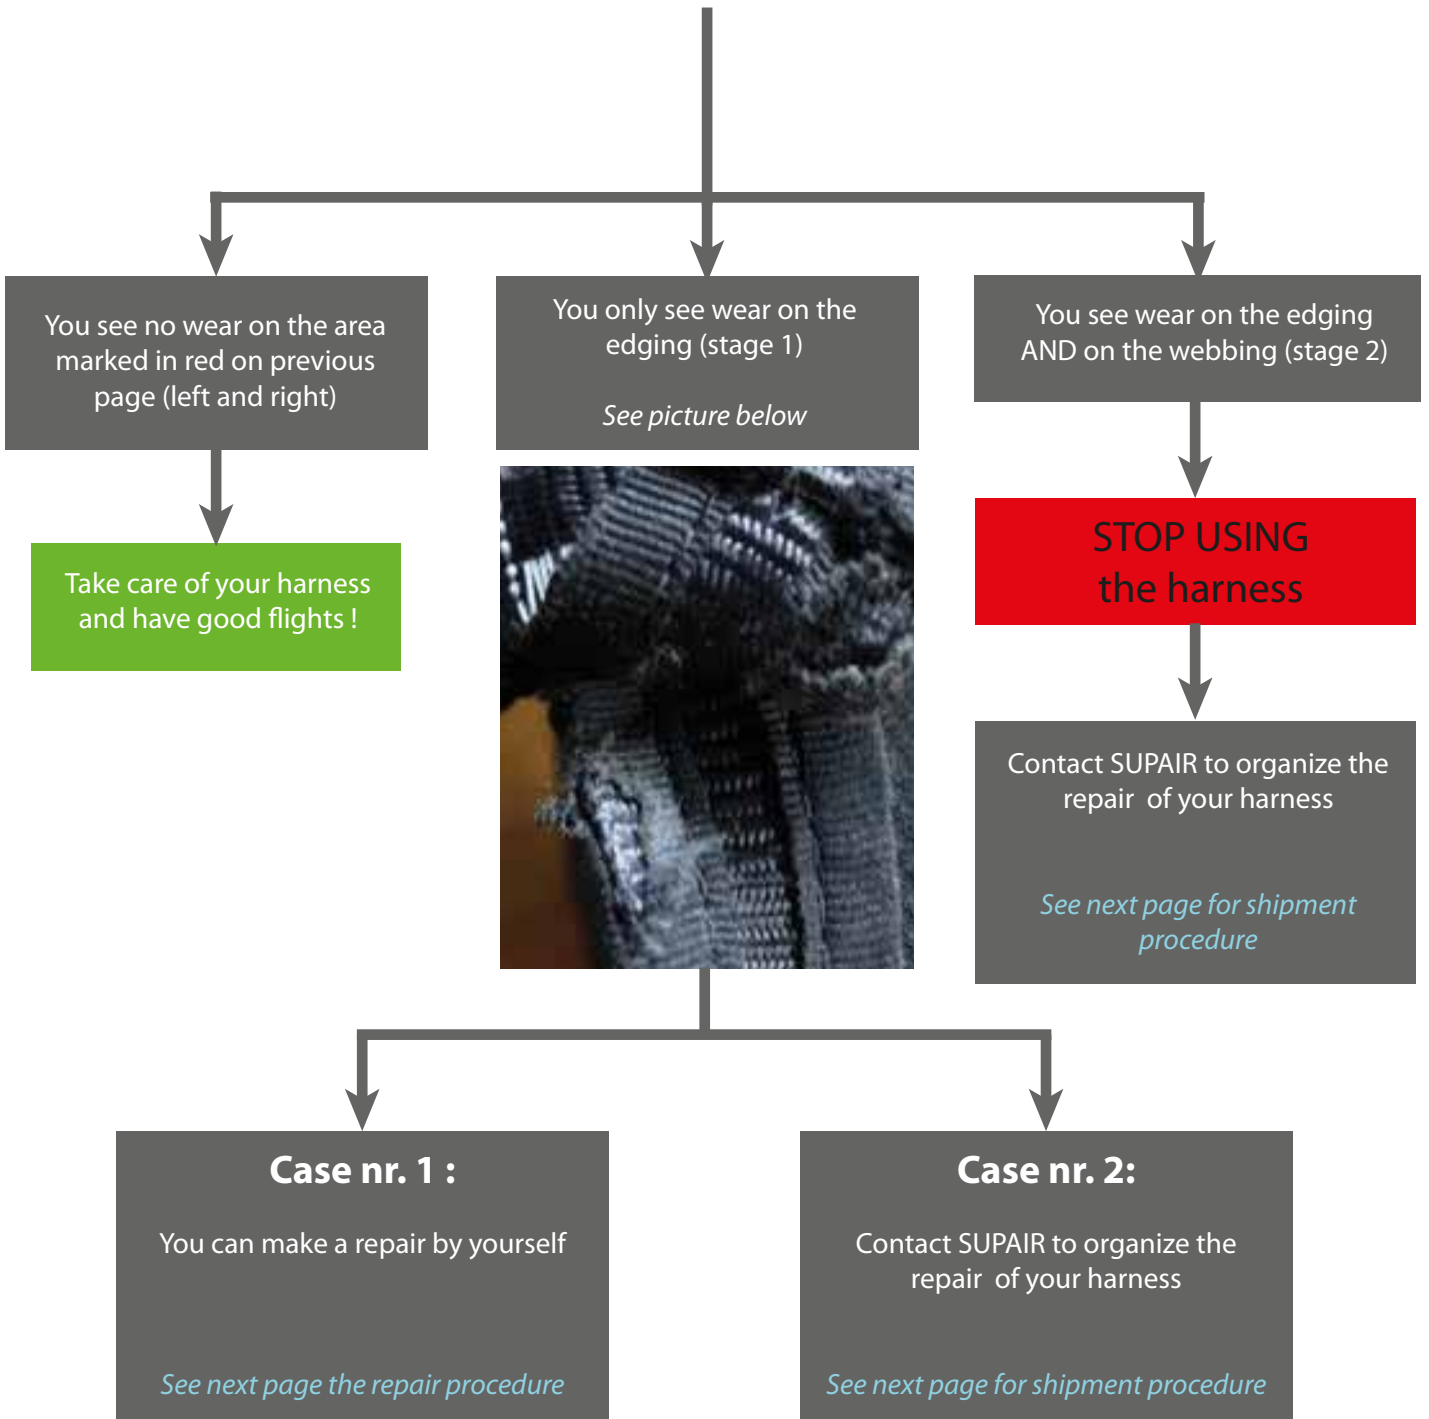 You see no wear on the area
marked in red on previous
page (left and right)
You only see wear on the
edging (stage 1)
See picture below
You see wear on the edging
AND on the webbing (stage 2)
Take care of your harness
and have good flights !
STOP USING
the harness
Contact SUPAIR to organize the
repair  of your harness
See next page for shipment
procedure
Case nr. 1 :
You can make a repair by yourself
See next page the repair procedure
Case nr. 2:
Contact SUPAIR to organize the
repair  of your harness
See next page for shipment procedure